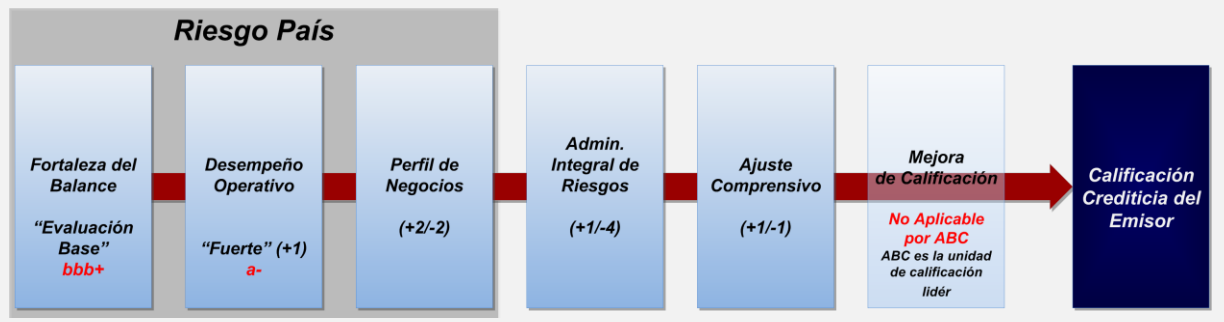 Riesgo País
Fortaleza del
Balance
“Evaluación
Base”
bbb+
Desempeño
Operativo
“Fuerte” (+1)
a-
Perfil de
Negocios
(+2/-2)
Admin.
Integral de
Riesgos
(+1/-4)
Ajuste
Comprensivo
(+1/-1)
Mejora
de Calificación
No Aplicable
por ABC
ABC es la unidad
de calificación
lidér
Calificación
Crediticia del
Emisor